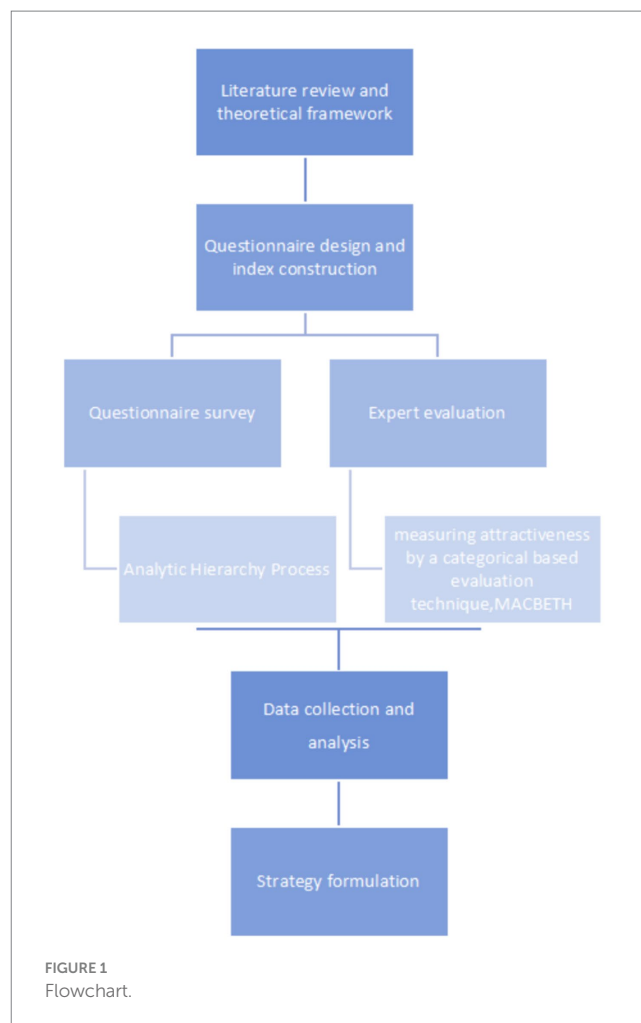 Literature review and
theoretical framework
Questionnaire design and
index construction
Questionnaire survey
Expert evaluation
Analytic Hierarchy Process
measuring attractiveness
by a categorical based
evaluation
technique,MACBETH
Data collection and
analysis
Strategy formulation
FIGURE 1
Flowchart.